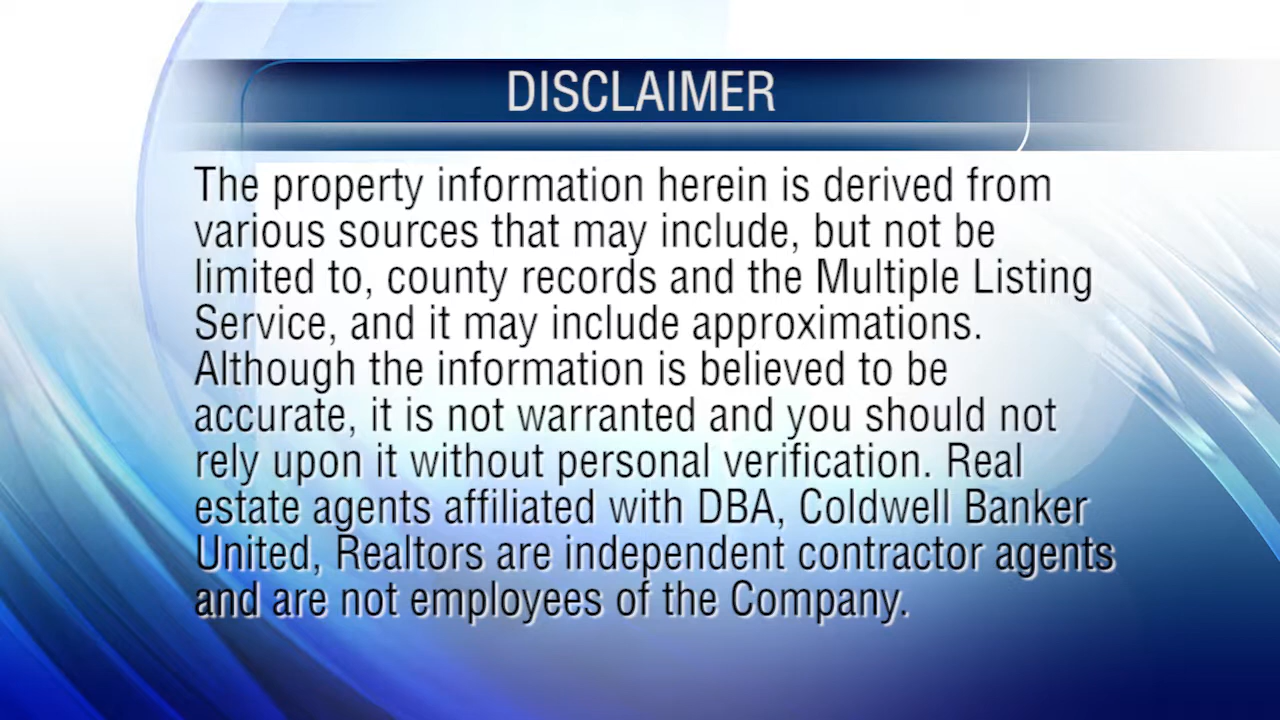 DISCLAIMER
The property information herein is derived from
various sources that may include, but not be
limited to, county records and the Multiple Listing
Service, and it may include approximations.
Although the information is believed to be
accurate, it is not warranted and you should not
rely upon it without personal verification. Real
estate agents affiliated with DBA, Coldwell Banker
United, Realtors are independent contractor agents
and are not employees of the Company.